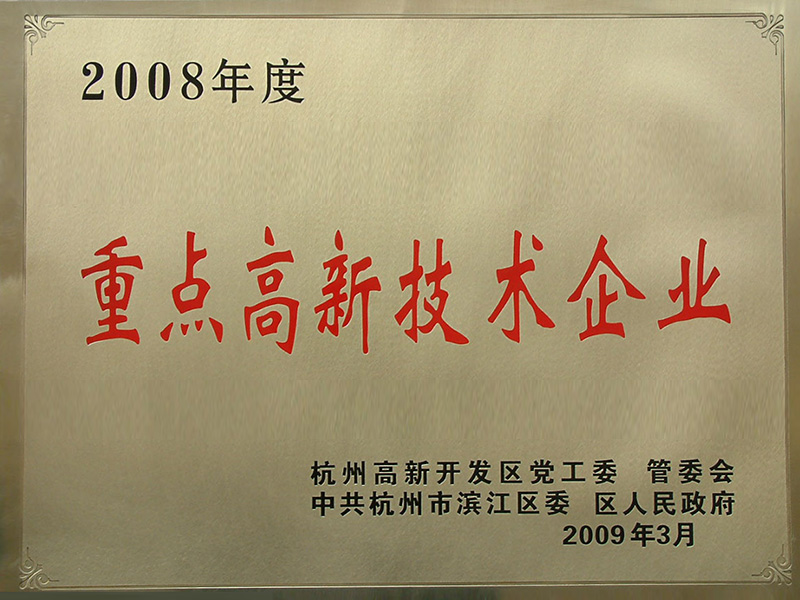 2008年度
重点高新技术企业
杭州高新开发区党工委 管委会
中共杭州市滨江区委 区人民政府
2009年3月